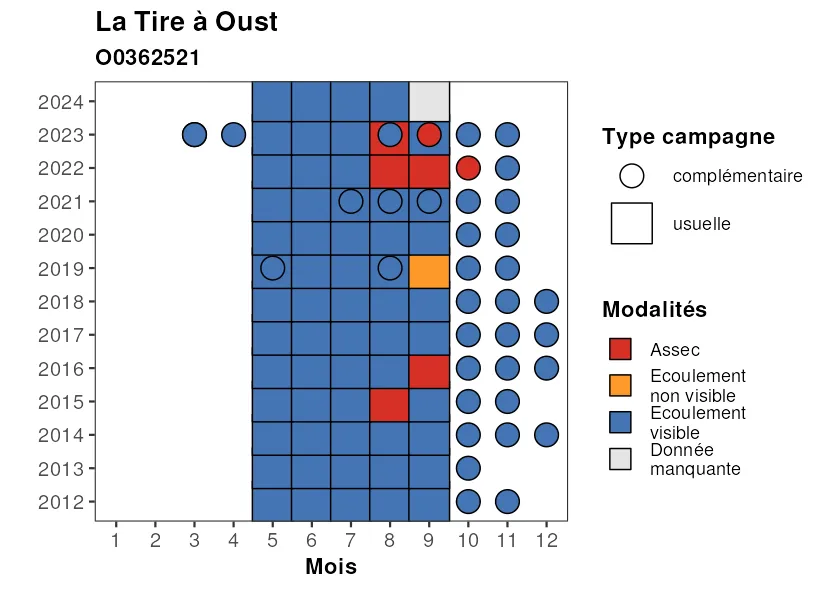 La Tire à Oust
O0362521
2024
2023
2022
2021
2020
2019
2018
2017
2016
2015
2014
2013
2012
1 2 3 4 5 6 7 8 9 10 11 12
Mois
Type campagne
complémentaire
usuelle
Modalités
Assec
Ecoulement
non visible
Ecoulement
visible
Donnée
manquante